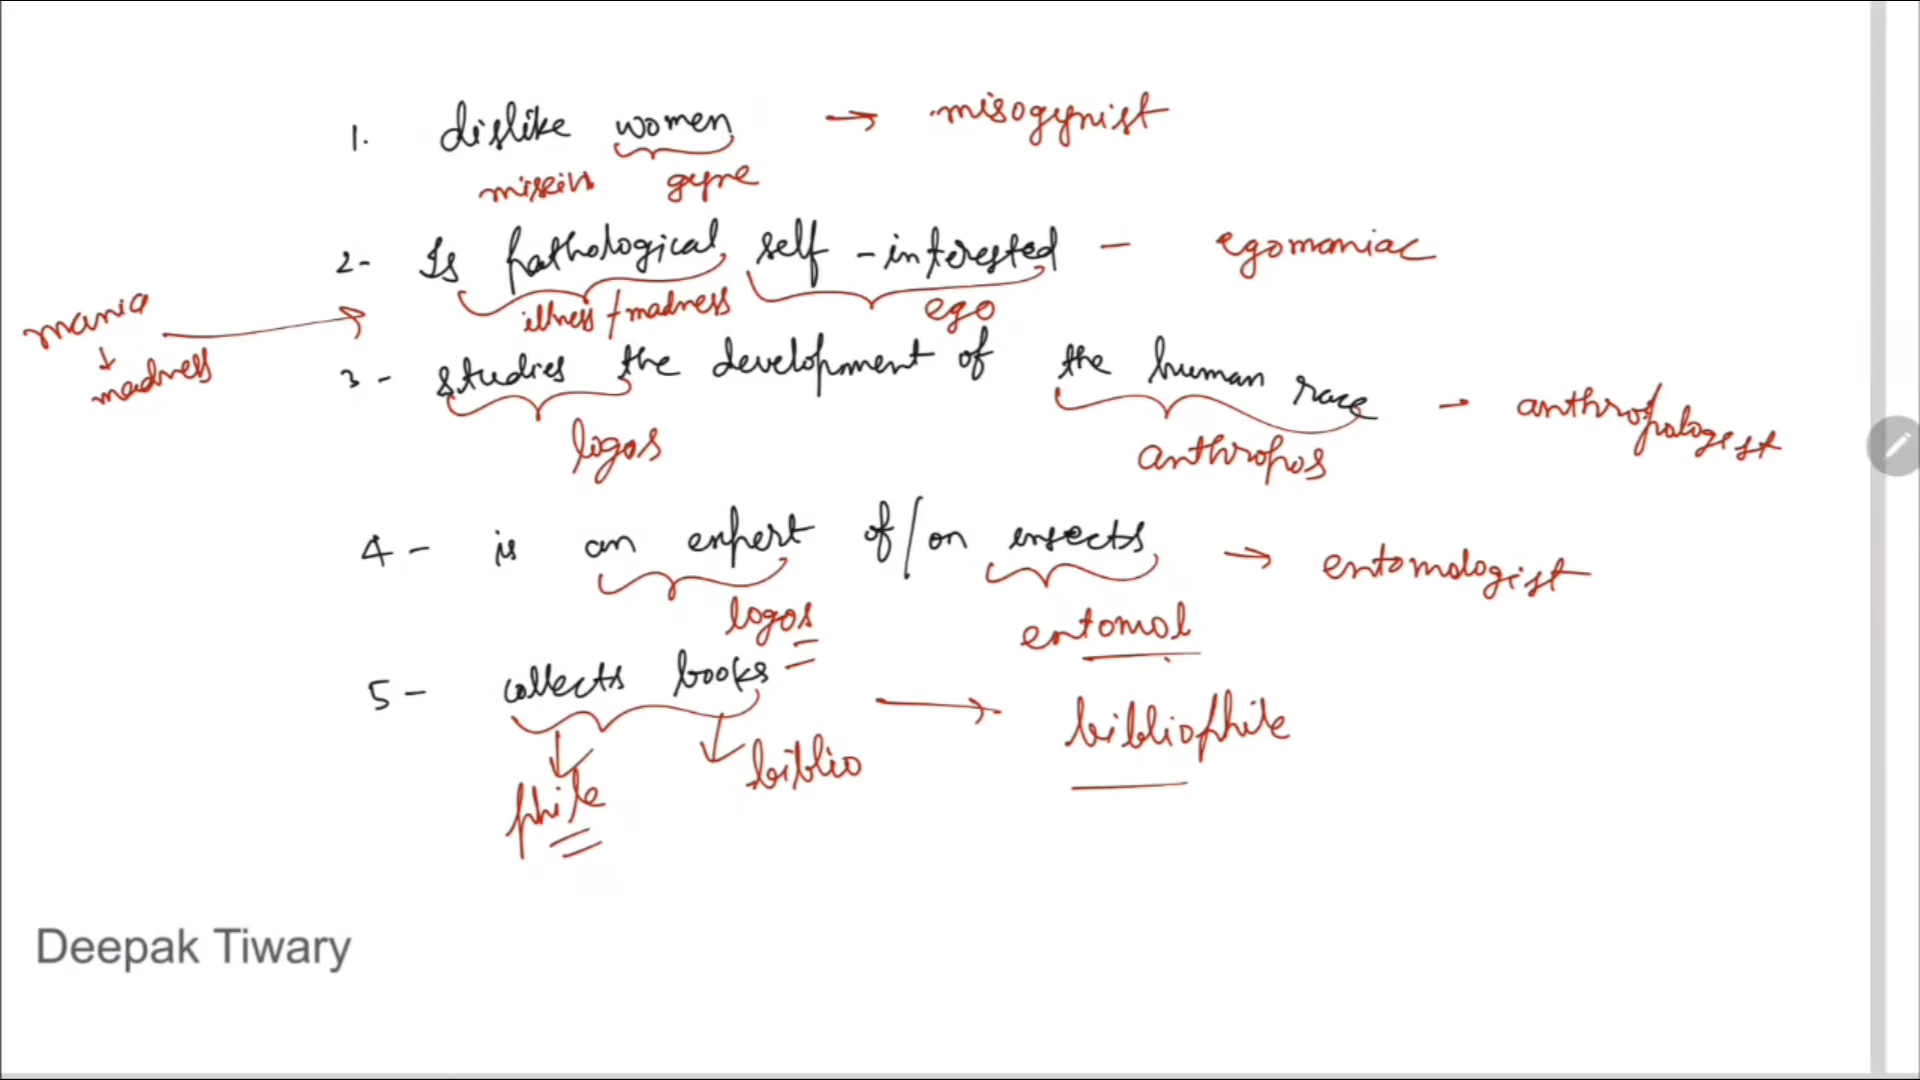 1. dislike women → misogynist
misein gyne
2- Is pathological self-interested - egomaniac
illness/madness ego
mania
↓
madness
3- studies the development of the human race - anthropologist
logos anthropos
4- is an expert of/on insects → entomologist
logos entomol
5- collects books → bibliophile
phile biblio
Deepak Tiwary